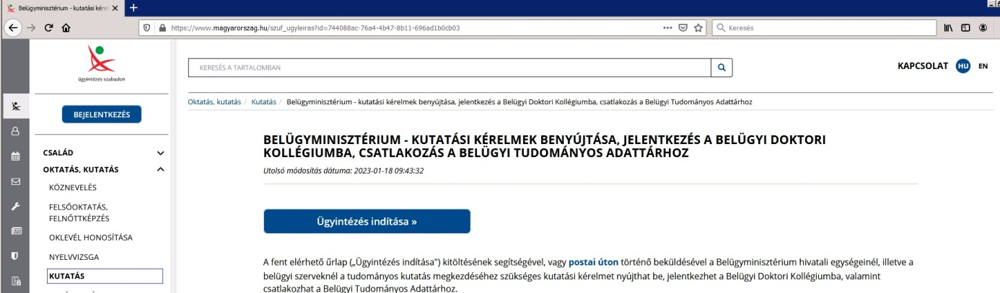 Belügyminisztérium - kutatási kére
https://www.magyarorszag.hu/szuf_ugyleiras?id=744088ac-76a4-4b47-8b11-696ad1b0cb03
Keresés
ügyintézés szabadon
BEJELENTKEZÉS
CSALÁD
OKTATÁS, KUTATÁS
KÖZNEVELÉS
FELSŐOKTATÁS,
FELNŐTTKÉPZÉS
OKLEVÉL HONOSÍTÁSA
NYELVVIZSGA
KUTATÁS
KERESÉS A TARTALOMBAN
KAPCSOLAT HU EN
Oktatás, kutatás / Kutatás / Belügyminisztérium - kutatási kérelmek benyújtása, jelentkezés a Belügyi Doktori Kollégiumba, csatlakozás a Belügyi Tudományos Adattárhoz
BELÜGYMINISZTÉRIUM - KUTATÁSI KÉRELMEK BENYÚJTÁSA, JELENTKEZÉS A BELÜGYI DOKTORI
KOLLÉGIUMBA, CSATLAKOZÁS A BELÜGYI TUDOMÁNYOS ADATTÁRHOZ
Utolsó módosítás dátuma: 2023-01-18 09:43:32
Ügyintézés indítása »
A fent elérhető űrlap („Ügyintézés indítása") kitöltésének segítségével, vagy postai úton történő beküldésével a Belügyminisztérium hivatali egységeinél, illetve a
belügyi szerveknél a tudományos kutatás megkezdéséhez szükséges kutatási kérelmet nyújthat be, jelentkezhet a Belügyi Doktori Kollégiumba, valamint
csatlakozhat a Belügyi Tudományos Adattárhoz.